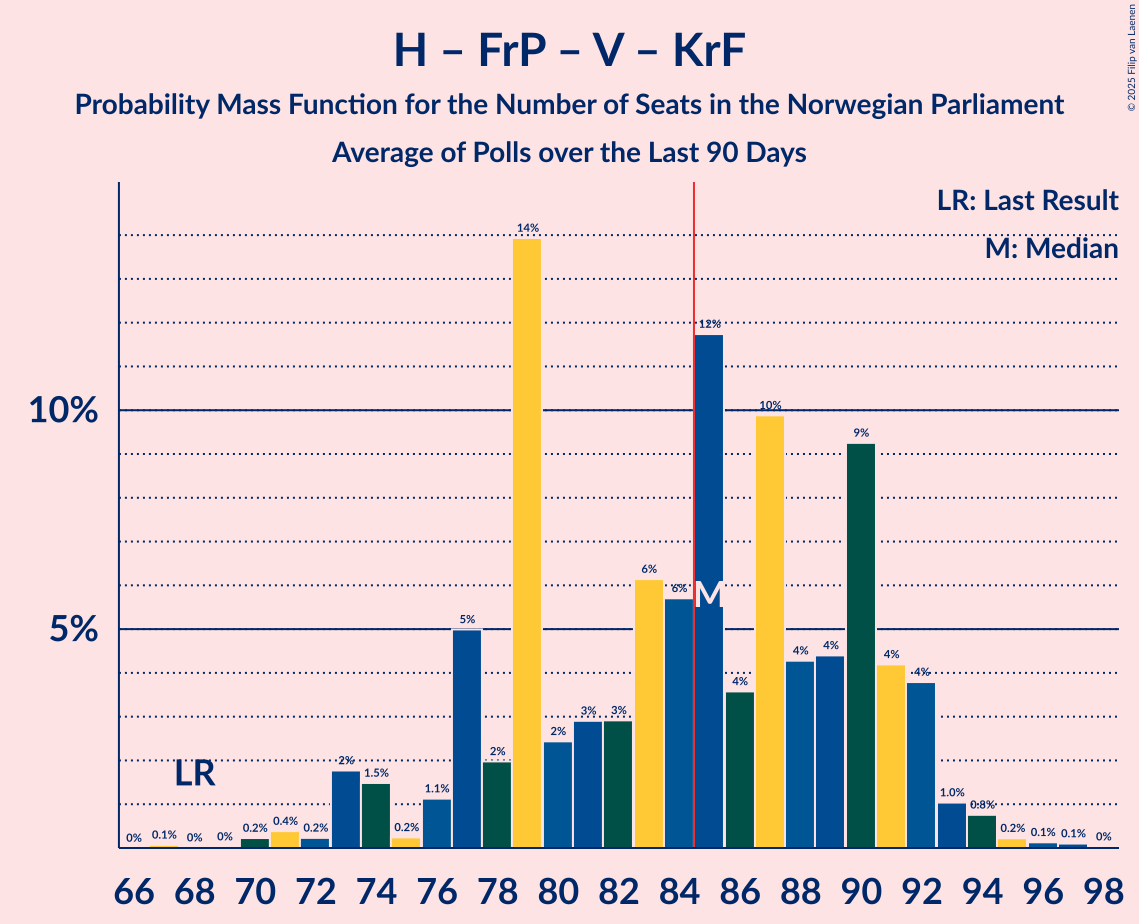 H – FrP – V – KrF
Probability Mass Function for the Number of Seats in the Norwegian Parliament
Average of Polls over the Last 90 Days
© 2025 Filip van Laenen
LR: Last Result
M: Median
10%
5%
0% 0.1% 0% 0% 0.2% 0.4% 0.2% 2% 1.5% 0.2% 1.1% 5% 2% 14% 2% 3% 3% 6% 6% 12% 4% 10% 4% 4% 9% 4% 4% 1.0% 0.8% 0.2% 0.1% 0.1% 0%
LR
M
66 68 70 72 74 76 78 80 82 84 86 88 90 92 94 96 98